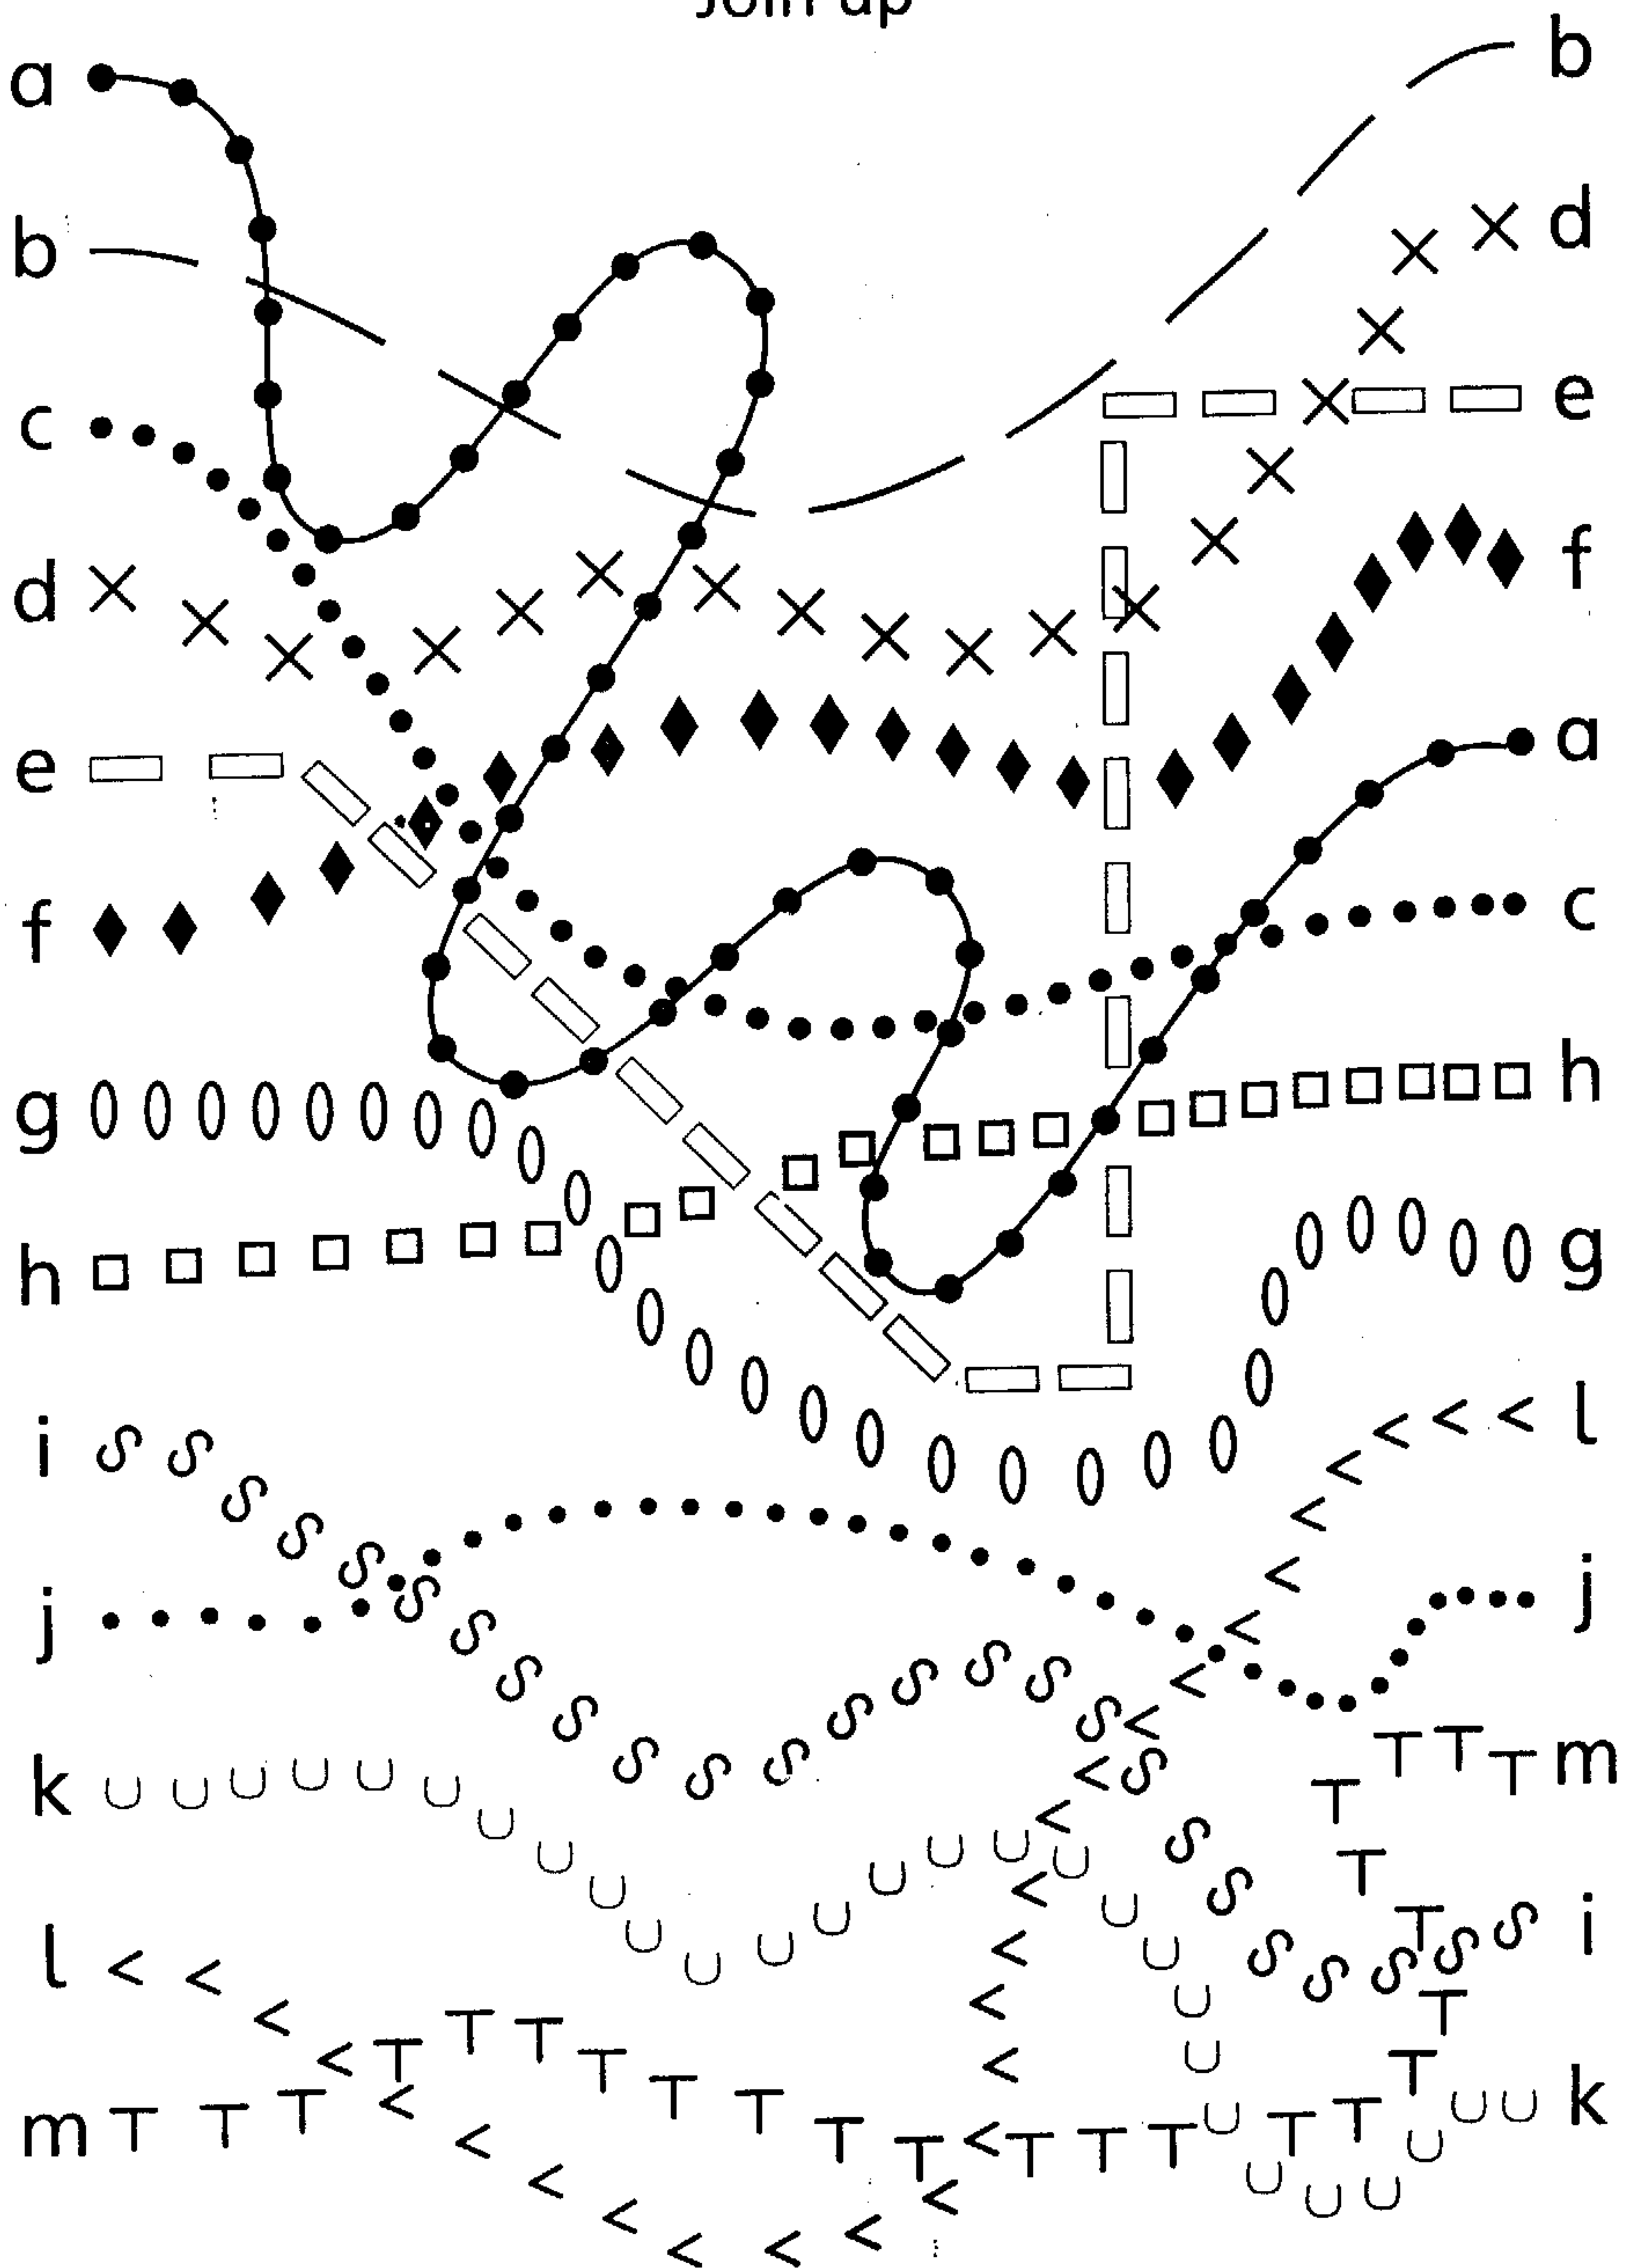 Join up
a b
b d
c e
d f
e a
f c
g h
h g
i l
j j
k m
l i
m k